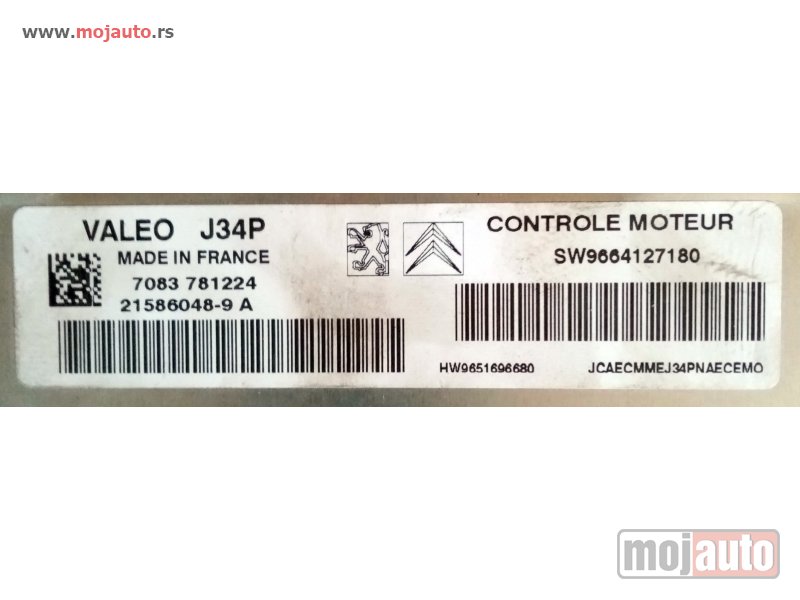 www.mojauto.rs
VALEO J34P
MADE IN FRANCE
7083 781224
21586048-9 A
CONTROLE MOTEUR
SW9664127180
HW9651696680
JCAECMMEJ34PNAECEMO
mojauto